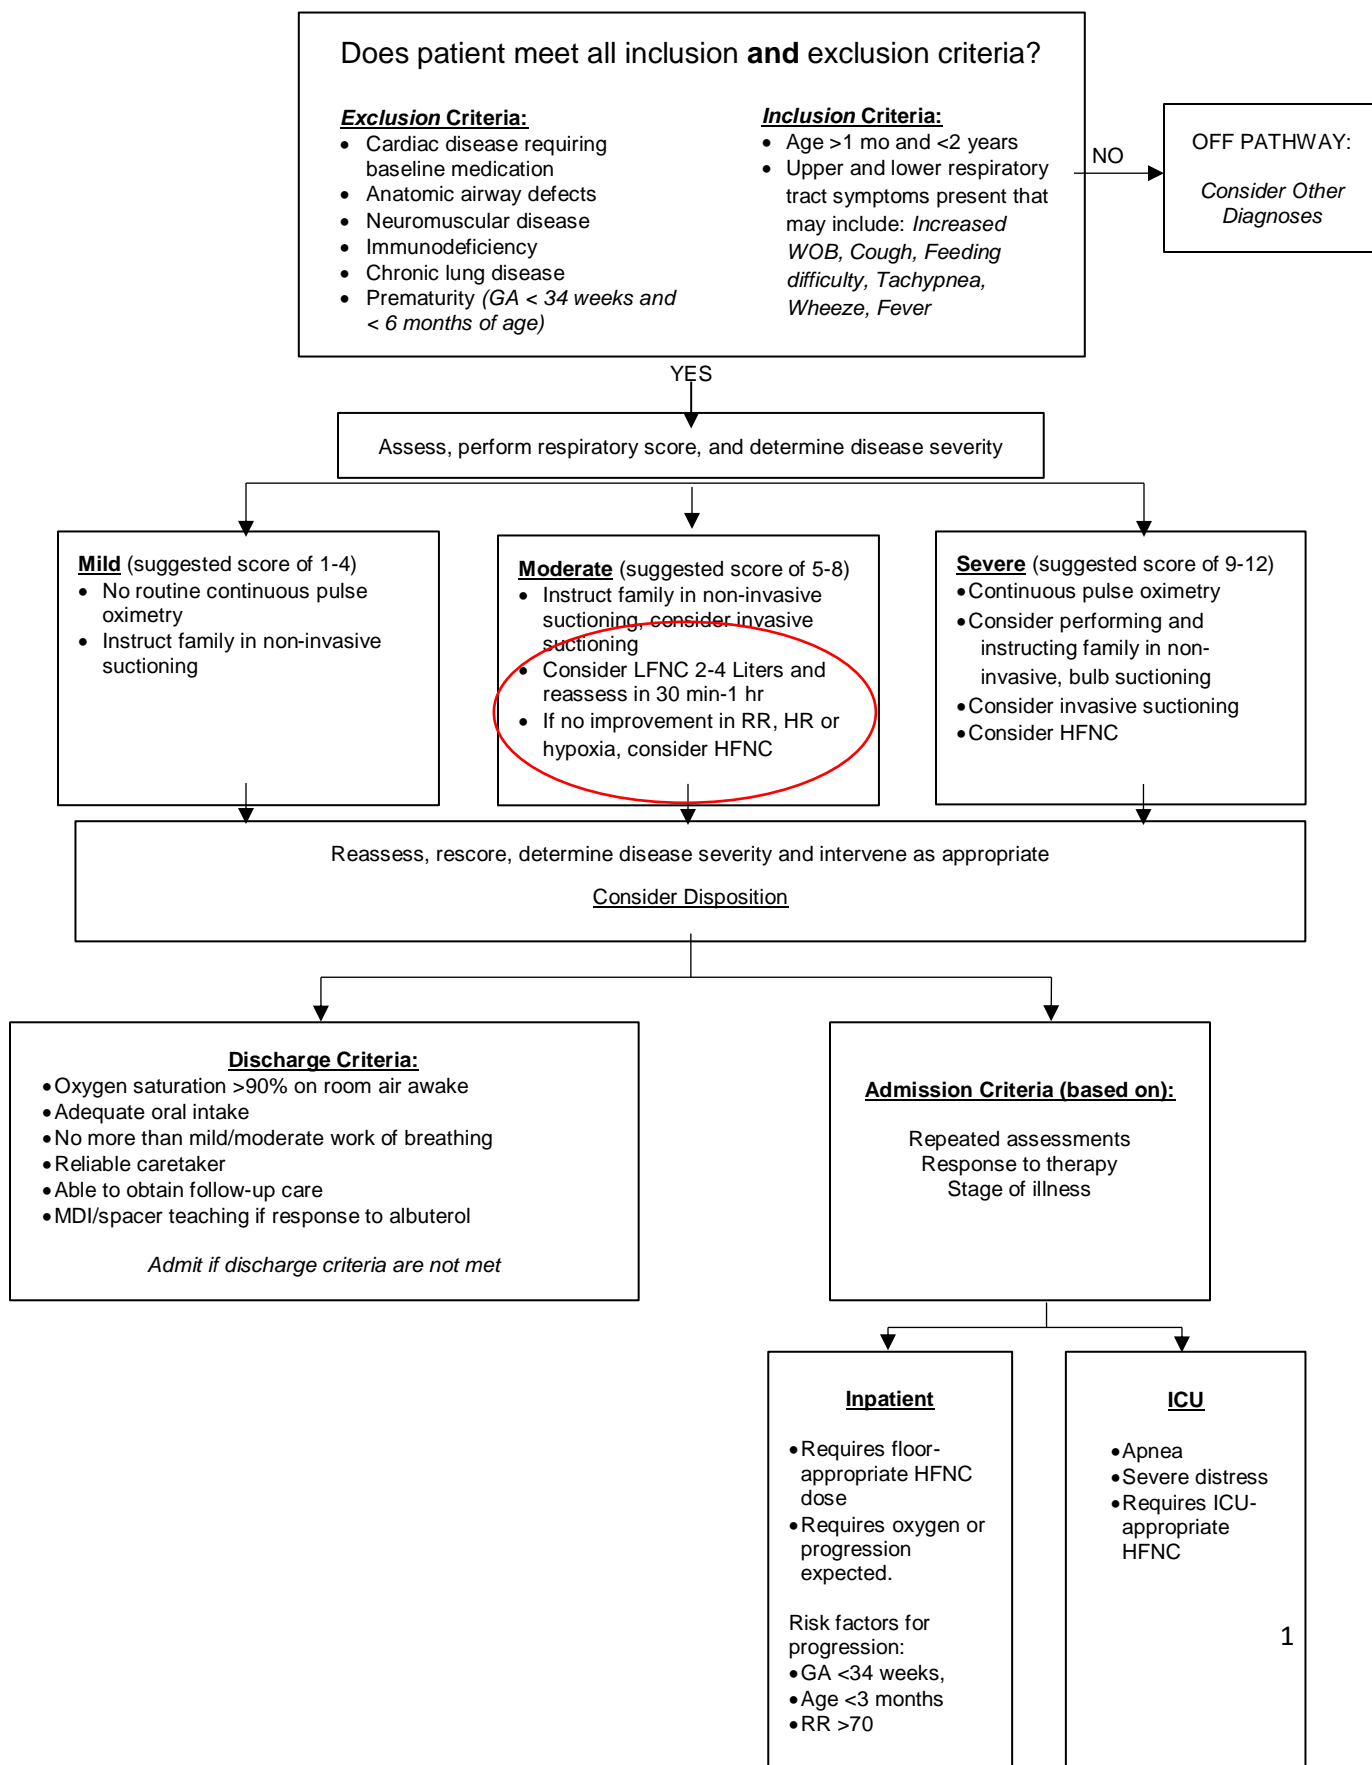 Does patient meet all inclusion and exclusion criteria?
Exclusion Criteria:
• Cardiac disease requiring
baseline medication
• Anatomic airway defects
• Neuromuscular disease
• Immunodeficiency
• Chronic lung disease
• Prematurity (GA < 34 weeks and
< 6 months of age)
Inclusion Criteria:
• Age >1 mo and <2 years
• Upper and lower respiratory
tract symptoms present that
may include: Increased
WOB, Cough, Feeding
difficulty, Tachypnea,
Wheeze, Fever
NO
OFF PATHWAY:
Consider Other
Diagnoses
YES
Assess, perform respiratory score, and determine disease severity
Mild (suggested score of 1-4)
• No routine continuous pulse
oximetry
• Instruct family in non-invasive
suctioning
Moderate (suggested score of 5-8)
• Instruct family in non-invasive
suctioning, consider invasive
suctioning
• Consider LFNC 2-4 Liters and
reassess in 30 min-1 hr
• If no improvement in RR, HR or
hypoxia, consider HFNC
Severe (suggested score of 9-12)
• Continuous pulse oximetry
• Consider performing and
instructing family in non-
invasive, bulb suctioning
• Consider invasive suctioning
• Consider HFNC
Reassess, rescore, determine disease severity and intervene as appropriate
Consider Disposition
Discharge Criteria:
• Oxygen saturation >90% on room air awake
• Adequate oral intake
• No more than mild/moderate work of breathing
• Reliable caretaker
• Able to obtain follow-up care
• MDI/spacer teaching if response to albuterol
Admit if discharge criteria are not met
Admission Criteria (based on):
Repeated assessments
Response to therapy
Stage of illness
Inpatient
• Requires floor-
appropriate HFNC
dose
• Requires oxygen or
progression
expected.
Risk factors for
progression:
• GA <34 weeks,
• Age <3 months
• RR >70
ICU
• Apnea
• Severe distress
• Requires ICU-
appropriate
HFNC
1